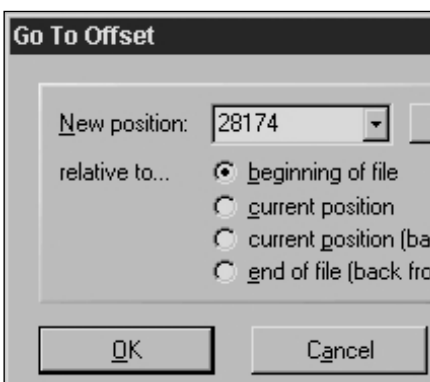 Go To Offset
New position: 28174
relative to... beginning of file
current position
current position (ba
end of file (back fro
OK Cancel